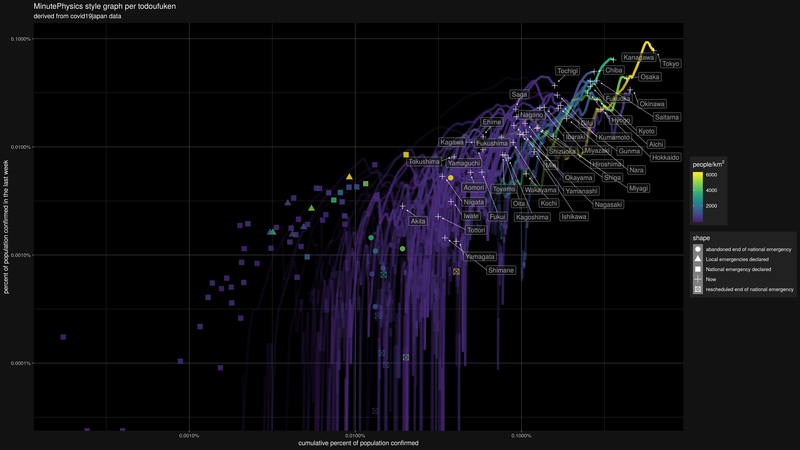 MinutePhysics style graph per todoufuken
derived from covid19japan data
percent of population confirmed in the last week
0.1000%
0.0100%
0.0010%
0.0001%
Kanagawa
Tokyo
Tochigi
Chiba
Osaka
Saga
Fukuoka
Okinawa
Nagano
Saitama
Ehime
Gifu
Hyogo
Kyoto
Kagawa
Fukushima
Ibaraki
Kumamoto
Aichi
Shizuoka
Miyazaki
Gunma
Hokkaido
Tokushima
Yamaguchi
Mie
Hiroshima
Nara
Okayama
Shiga
Aomori
Toyama
Wakayama
Yamanashi
Miyagi
Niigata
Oita
Kochi
Nagasaki
Akita
Iwate
Fukui
Kagoshima
Ishikawa
Tottori
Yamagata
Shimane
0.0010%
0.0100%
0.1000%
cumulative percent of population confirmed
people/km²
6000
4000
2000
shape
abandoned end of national emergency
Local emergencies declared
National emergency declared
Now
rescheduled end of national emergency